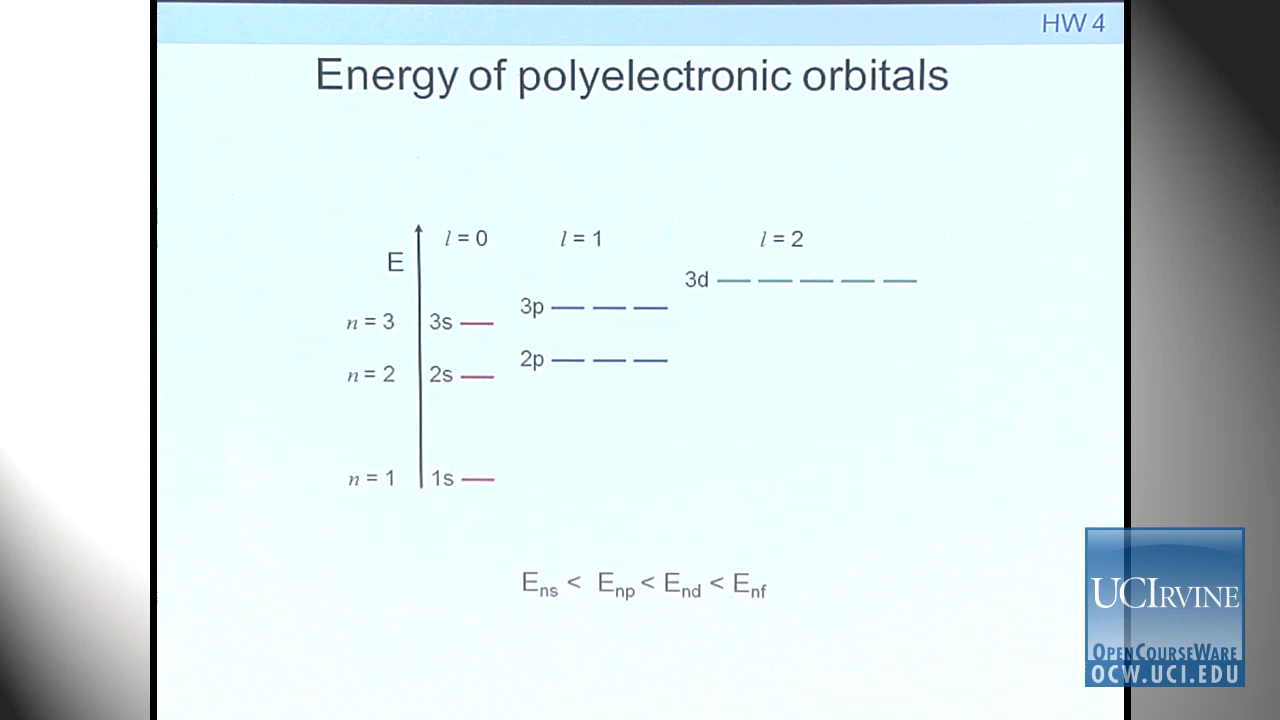 HW 4
Energy of polyelectronic orbitals
E
l = 0
l = 1
l = 2
3d
3p
n = 3
3s
2p
n = 2
2s
n = 1
1s
Ens < Enp < End < Enf
UCIRVINE
OPENCOURSEWARE
OCW.UCI.EDU